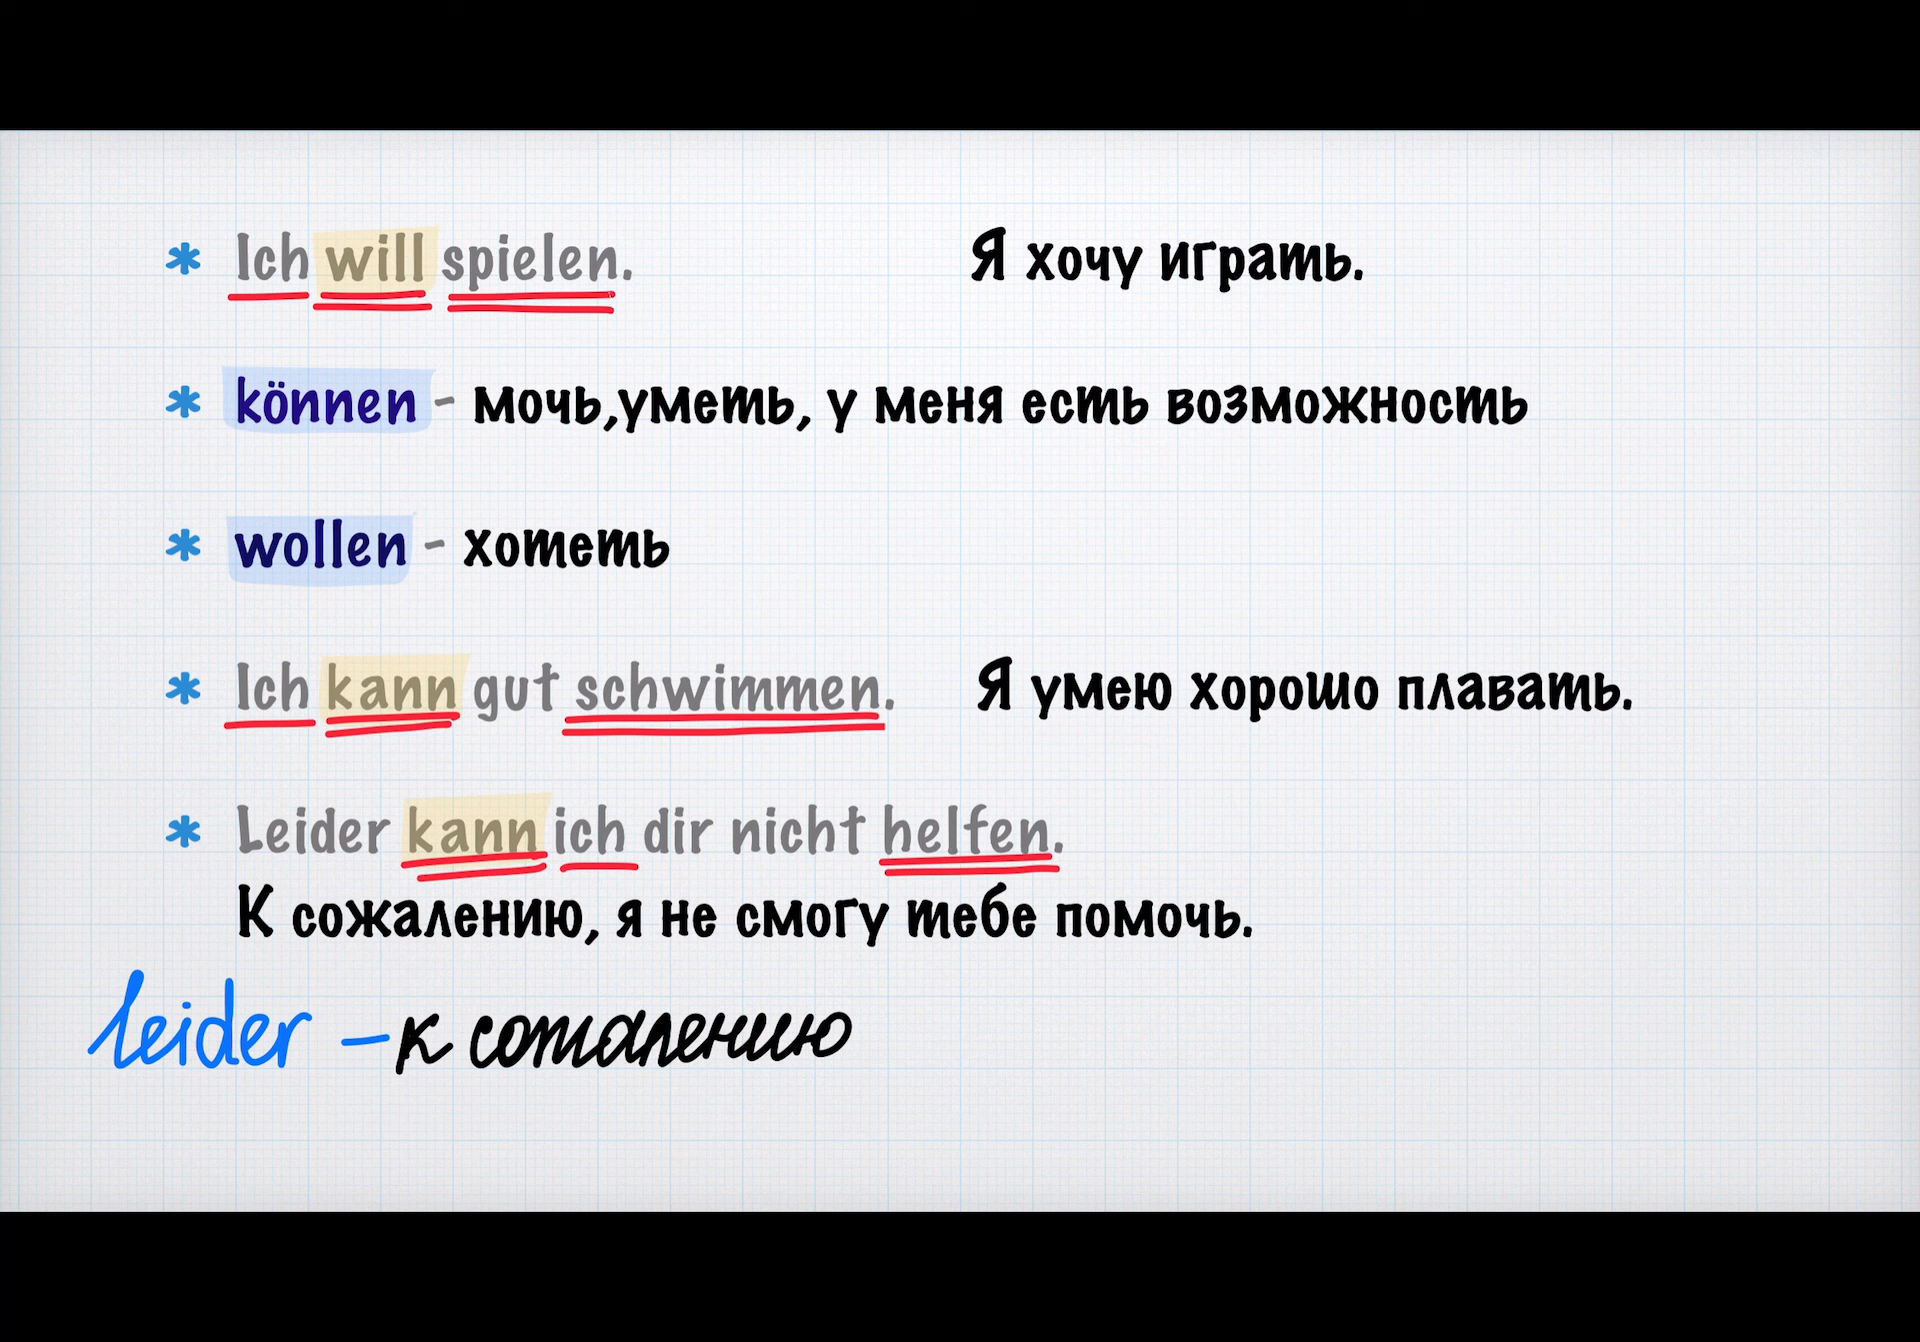 * Ich will spielen. Я хочу играть.
* können - мочь,уметь, у меня есть возможность
* wollen - хотеть
* Ich kann gut schwimmen. Я умею хорошо плавать.
* Leider kann ich dir nicht helfen.
К сожалению, я не смогу тебе помочь.
leider – к сожалению